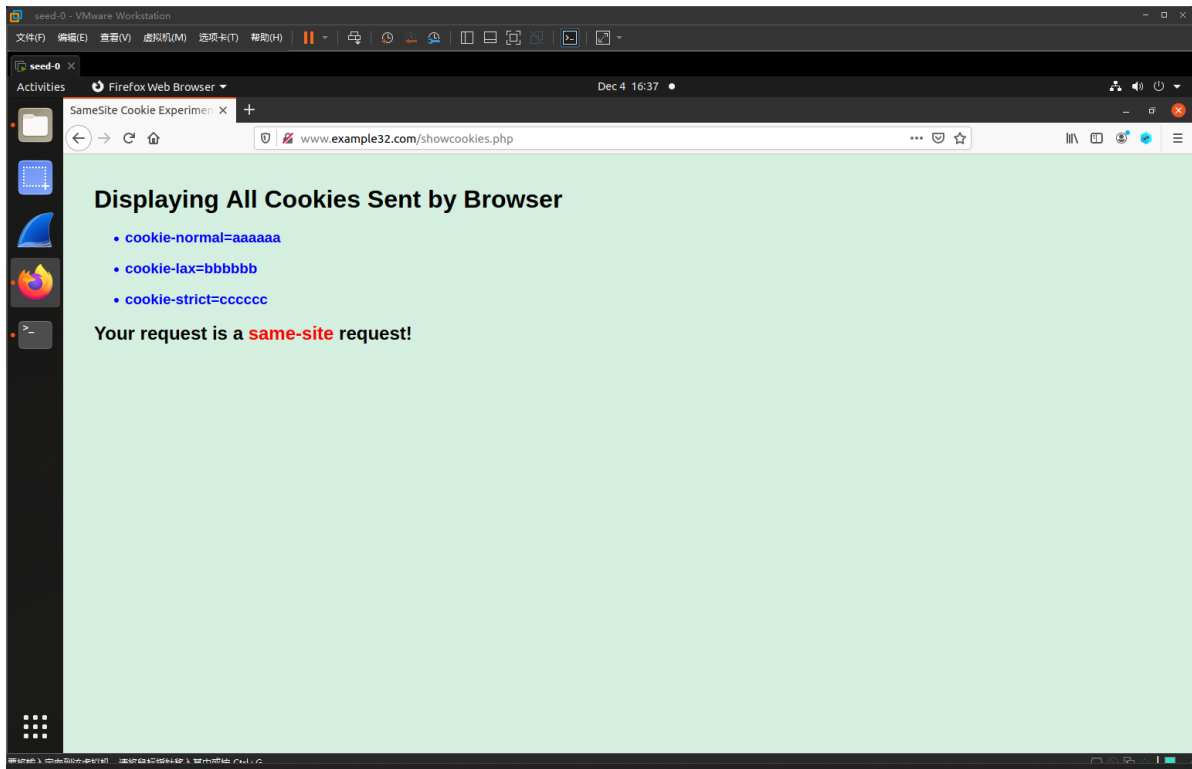 seed-0 - VMware Workstation
文件(F) 编辑(E) 查看(V) 虚拟机(M) 选项卡(T) 帮助(H)
seed-0
Activities Firefox Web Browser Dec 4 16:37
SameSite Cookie Experimen
www.example32.com/showcookies.php
Displaying All Cookies Sent by Browser
• cookie-normal=aaaaaa
• cookie-lax=bbbbbb
• cookie-strict=cccccc
Your request is a same-site request!